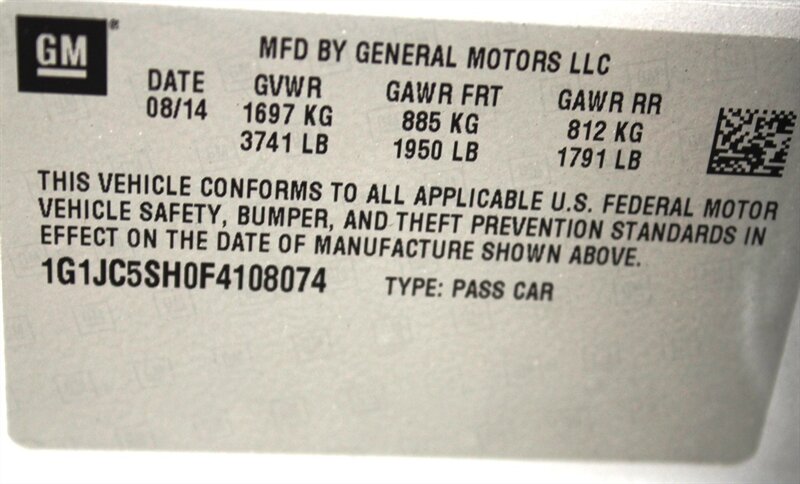 GM®
MFD BY GENERAL MOTORS LLC
DATE GVWR GAWR FRT GAWR RR
08/14 1697 KG 885 KG 812 KG
3741 LB 1950 LB 1791 LB
THIS VEHICLE CONFORMS TO ALL APPLICABLE U.S. FEDERAL MOTOR
VEHICLE SAFETY, BUMPER, AND THEFT PREVENTION STANDARDS IN
EFFECT ON THE DATE OF MANUFACTURE SHOWN ABOVE.
1G1JC5SH0F4108074 TYPE: PASS CAR